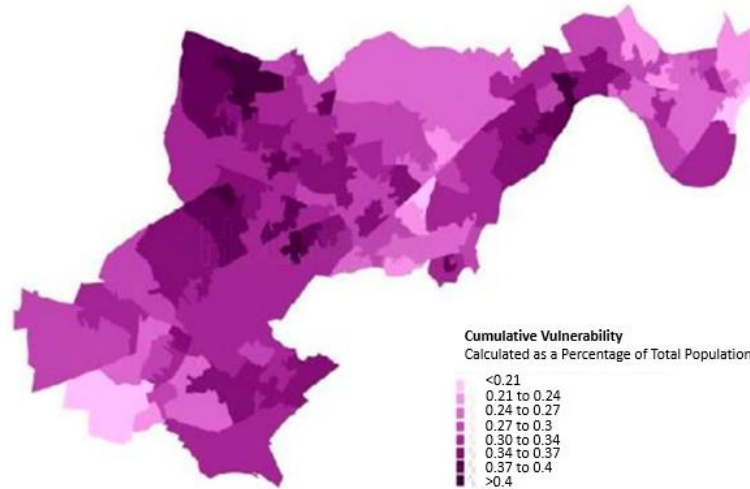 Cumulative Vulnerability
Calculated as a Percentage of Total Population
<0.21
0.21 to 0.24
0.24 to 0.27
0.27 to 0.3
0.30 to 0.34
0.34 to 0.37
0.37 to 0.4
>0.4